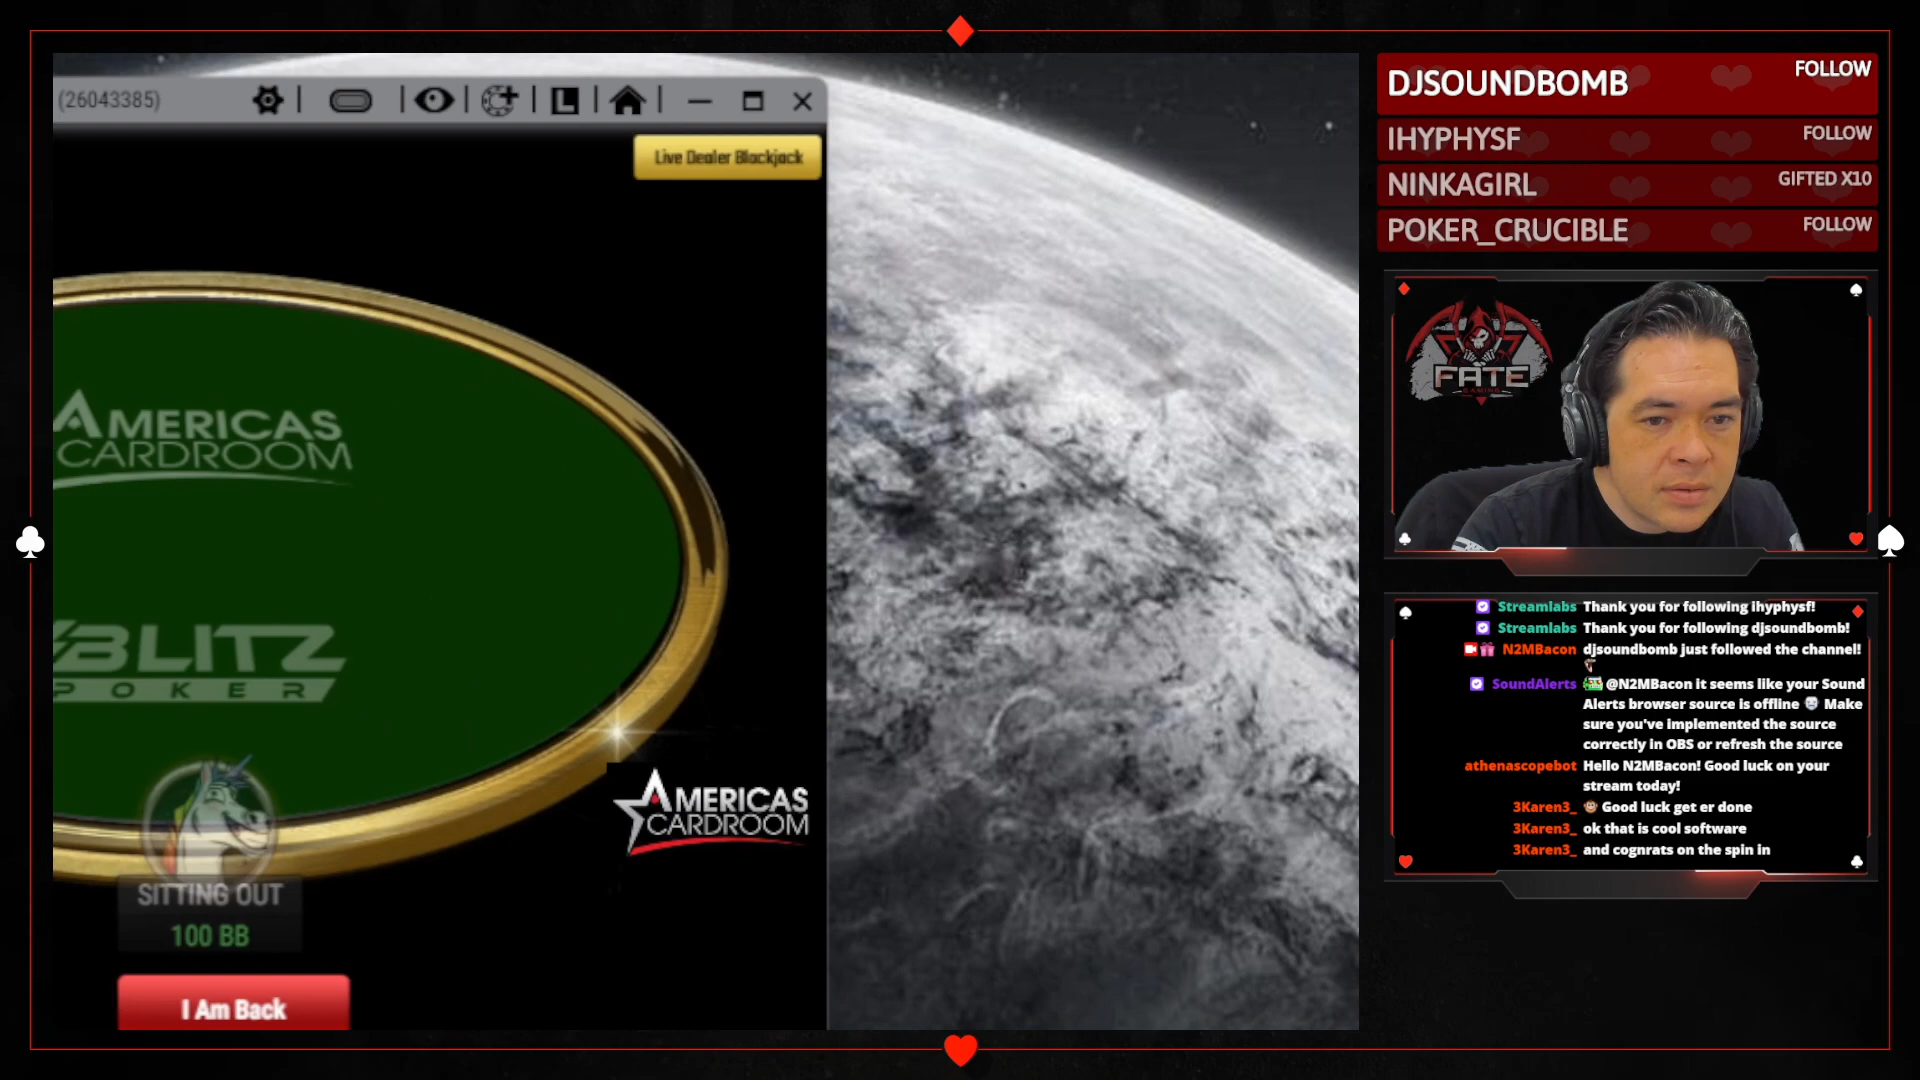 (26043385)
L
Live Dealer Blackjack
AMERICAS
CARDROOM
BLITZ
POKER
AMERICAS
CARDROOM
SITTING OUT
100 BB
I Am Back
DJSOUNDBOMB FOLLOW
IHYPHYSF FOLLOW
NINKAGIRL GIFTED X10
POKER_CRUCIBLE FOLLOW
FATE
Streamlabs Thank you for following ihyphysf!
Streamlabs Thank you for following djsoundbomb!
N2MBacon djsoundbomb just followed the channel!
SoundAlerts @N2MBacon it seems like your Sound
Alerts browser source is offline Make
sure you've implemented the source
correctly in OBS or refresh the source
athenascopebot Hello N2MBacon! Good luck on your
stream today!
3Karen3_ Good luck get er done
3Karen3_ ok that is cool software
3Karen3_ and cognrats on the spin in